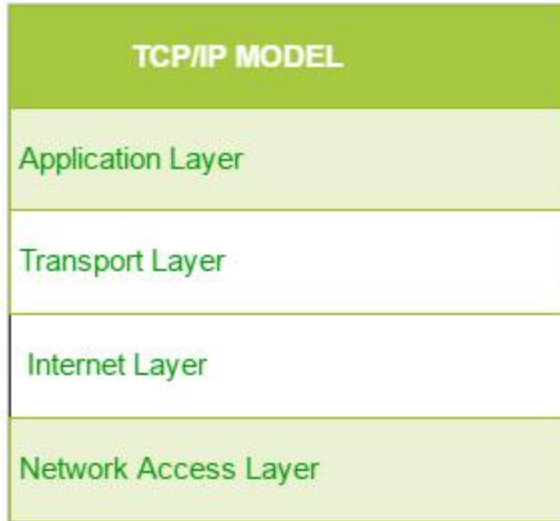 TCP/IP MODEL
Application Layer
Transport Layer
Internet Layer
Network Access Layer